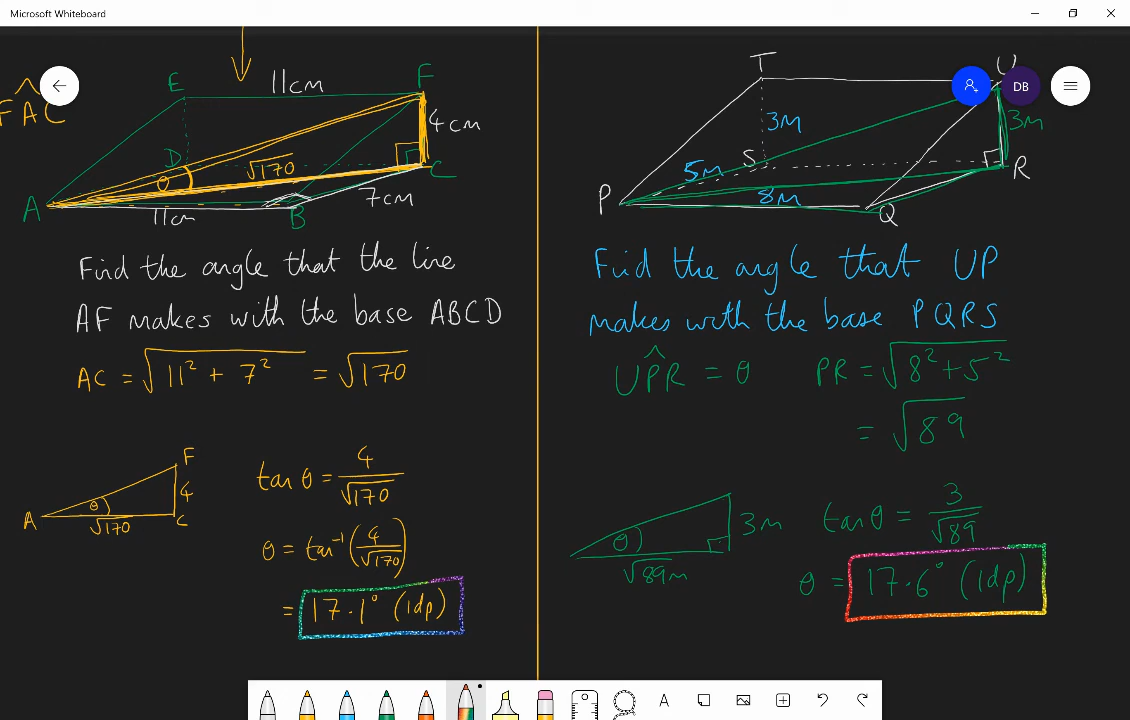 Microsoft Whiteboard
FÂC
E
11cm
F
4cm
D
θ
√170
C
7cm
A
11cm
B
Find the angle that the line
AF makes with the base ABCD
AC = √(11² + 7²) = √170
F
A
θ
4
√170
C
tan θ = 4/√170
θ = tan⁻¹(4/√170)
= 17.1° (1dp)
T
U
DB
3M
3M
S
5M
R
P
8M
Q
Find the angle that UP
makes with the base PQRS
UP̂R = θ
PR = √(8² + 5²)
= √89
θ
3M
√89M
tan θ = 3/√89
θ = 17.6° (1dp)
A